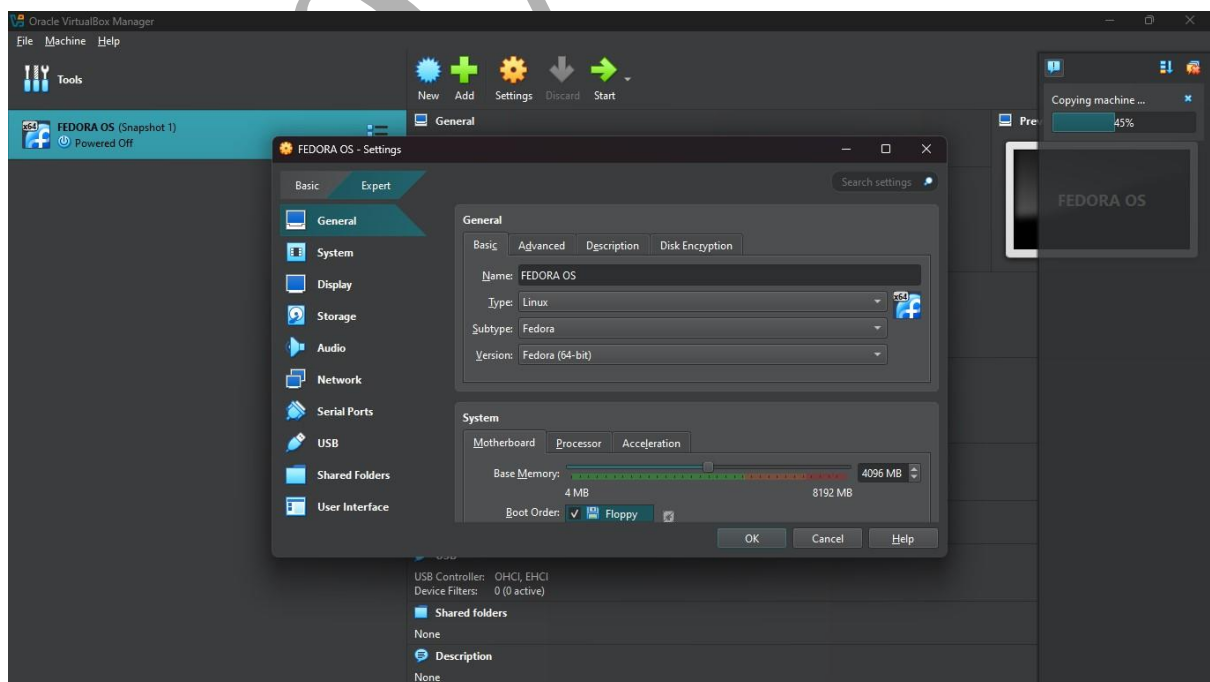 Oracle VirtualBox Manager
File Machine Help
Tools
New Add Settings Discard Start
Copying machine ...
45%
x64 FEDORA OS (Snapshot 1)
Powered Off
General
Pre
FEDORA OS
FEDORA OS - Settings
Basic Expert
Search settings
General
System
Display
Storage
Audio
Network
Serial Ports
USB
Shared Folders
User Interface
General
Basic Advanced Description Disk Encryption
Name: FEDORA OS
Type: Linux
x64
Subtype: Fedora
Version: Fedora (64-bit)
System
Motherboard Processor Acceleration
Base Memory: 4096 MB
4 MB 8192 MB
Boot Order: Floppy
OK Cancel Help
USB
USB Controller: OHCI, EHCI
Device Filters: 0 (0 active)
Shared folders
None
Description
None